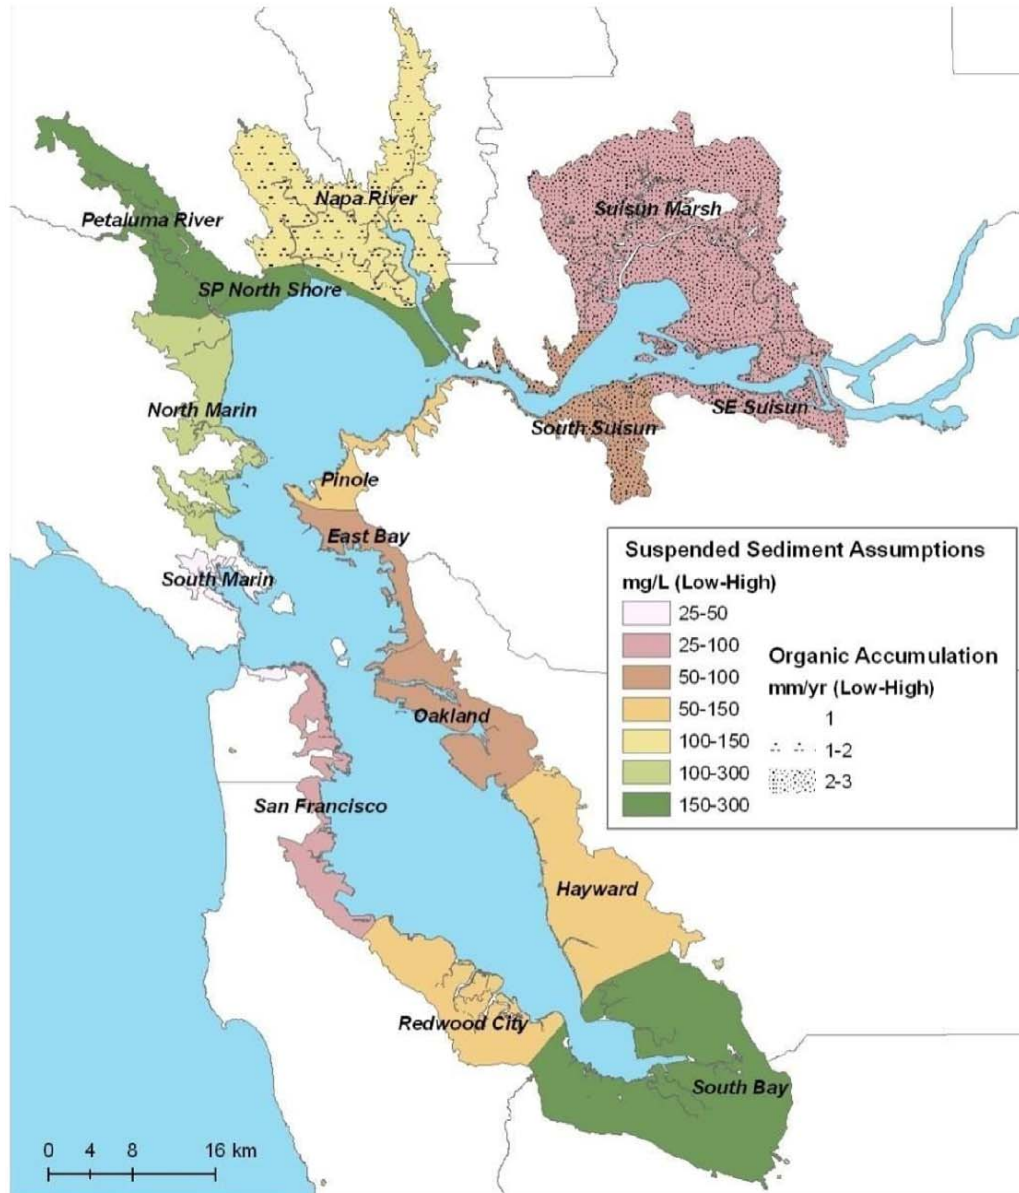 Petaluma River
Napa River
Suisun Marsh
SP North Shore
North Marin
South Suisun
SE Suisun
Pinole
East Bay
South Marin
Oakland
San Francisco
Hayward
Redwood City
South Bay
Suspended Sediment Assumptions
mg/L (Low-High)
25-50
25-100
50-100
50-150
100-150
100-300
150-300
Organic Accumulation
mm/yr (Low-High)
1
1-2
2-3
0 4 8 16 km